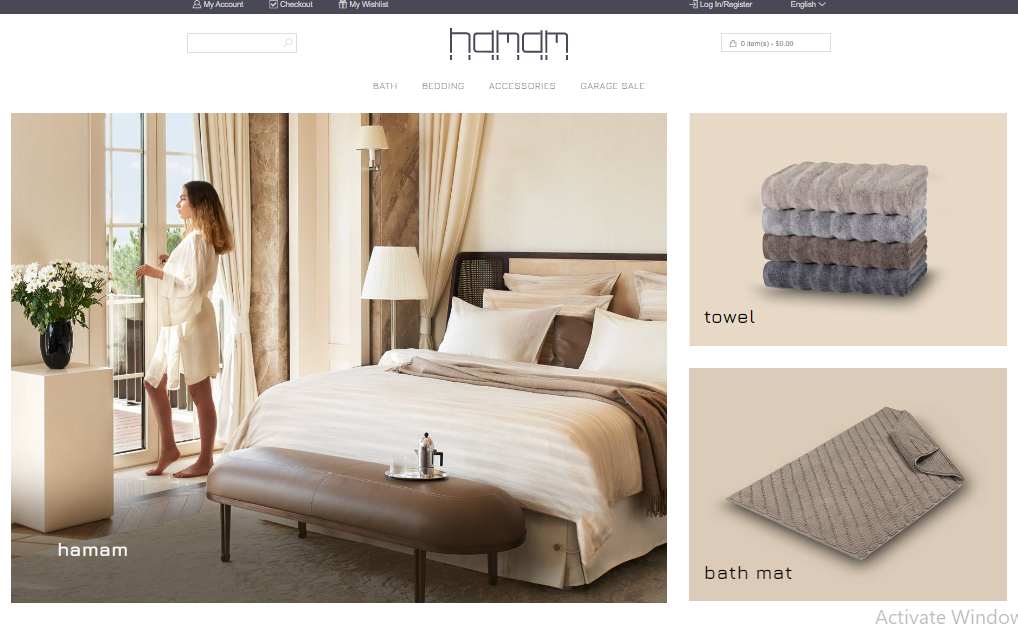 My Account
Checkout
My Wishlist
Log In/Register
English
hamam
0 item(s) - $0.00
BATH
BEDDING
ACCESSORIES
GARAGE SALE
towel
hamam
bath mat
Activate Window